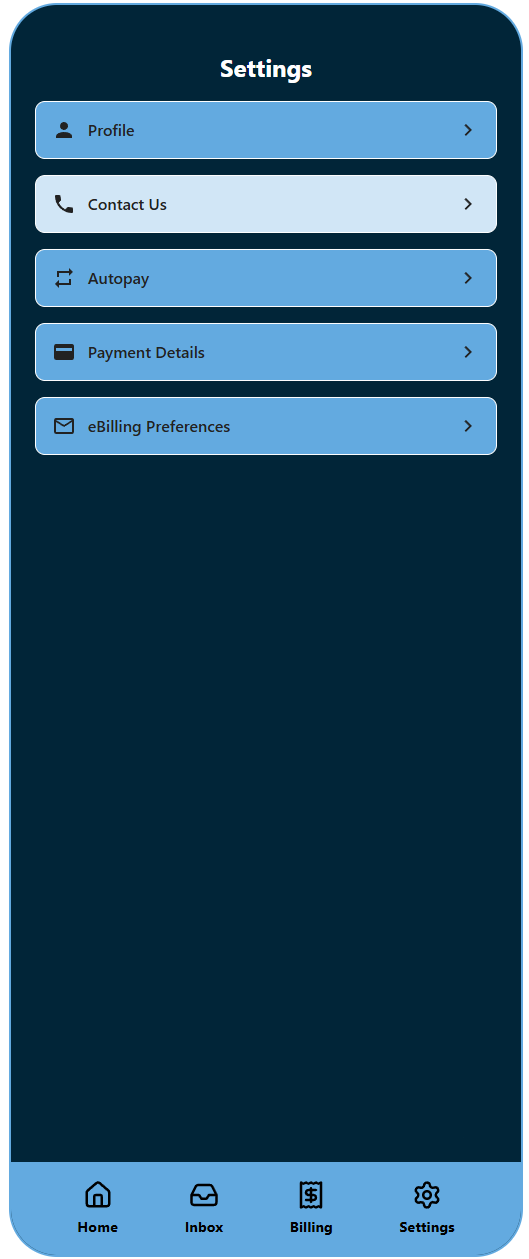 Settings
Profile
Contact Us
Autopay
Payment Details
eBilling Preferences
Home Inbox Billing Settings